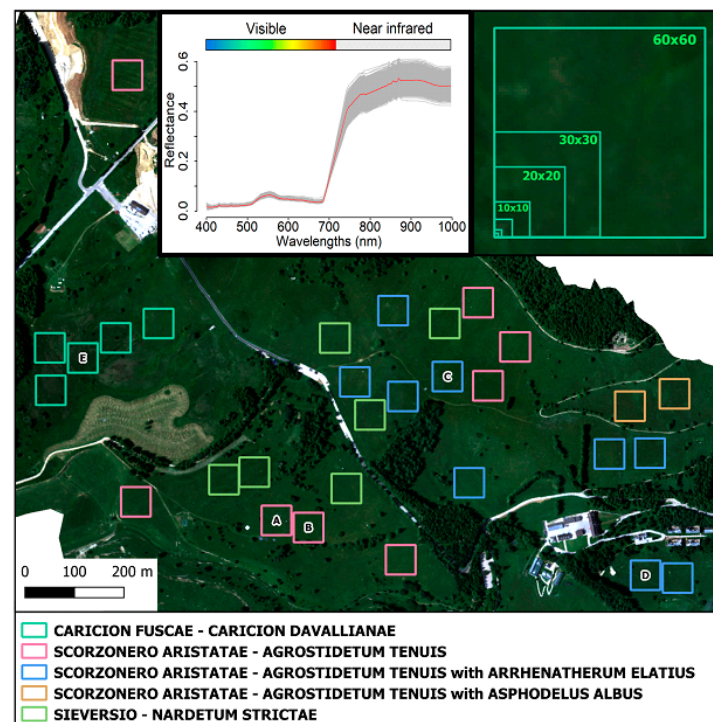 Visible Near infrared
60x60
30x30
20x20
10x10
Reflectance
0.0 0.2 0.4 0.6
400 500 600 700 800 900 1000
Wavelengths (nm)
E
C
A
B
D
0 100 200 m
CARICION FUSCAE - CARICION DAVALLIANAE
SCORZONERO ARISTATAE - AGROSTIDETUM TENUIS
SCORZONERO ARISTATAE - AGROSTIDETUM TENUIS with ARRHENATHERUM ELATIUS
SCORZONERO ARISTATAE - AGROSTIDETUM TENUIS with ASPHODELUS ALBUS
SIEVERSIO - NARDETUM STRICTAE